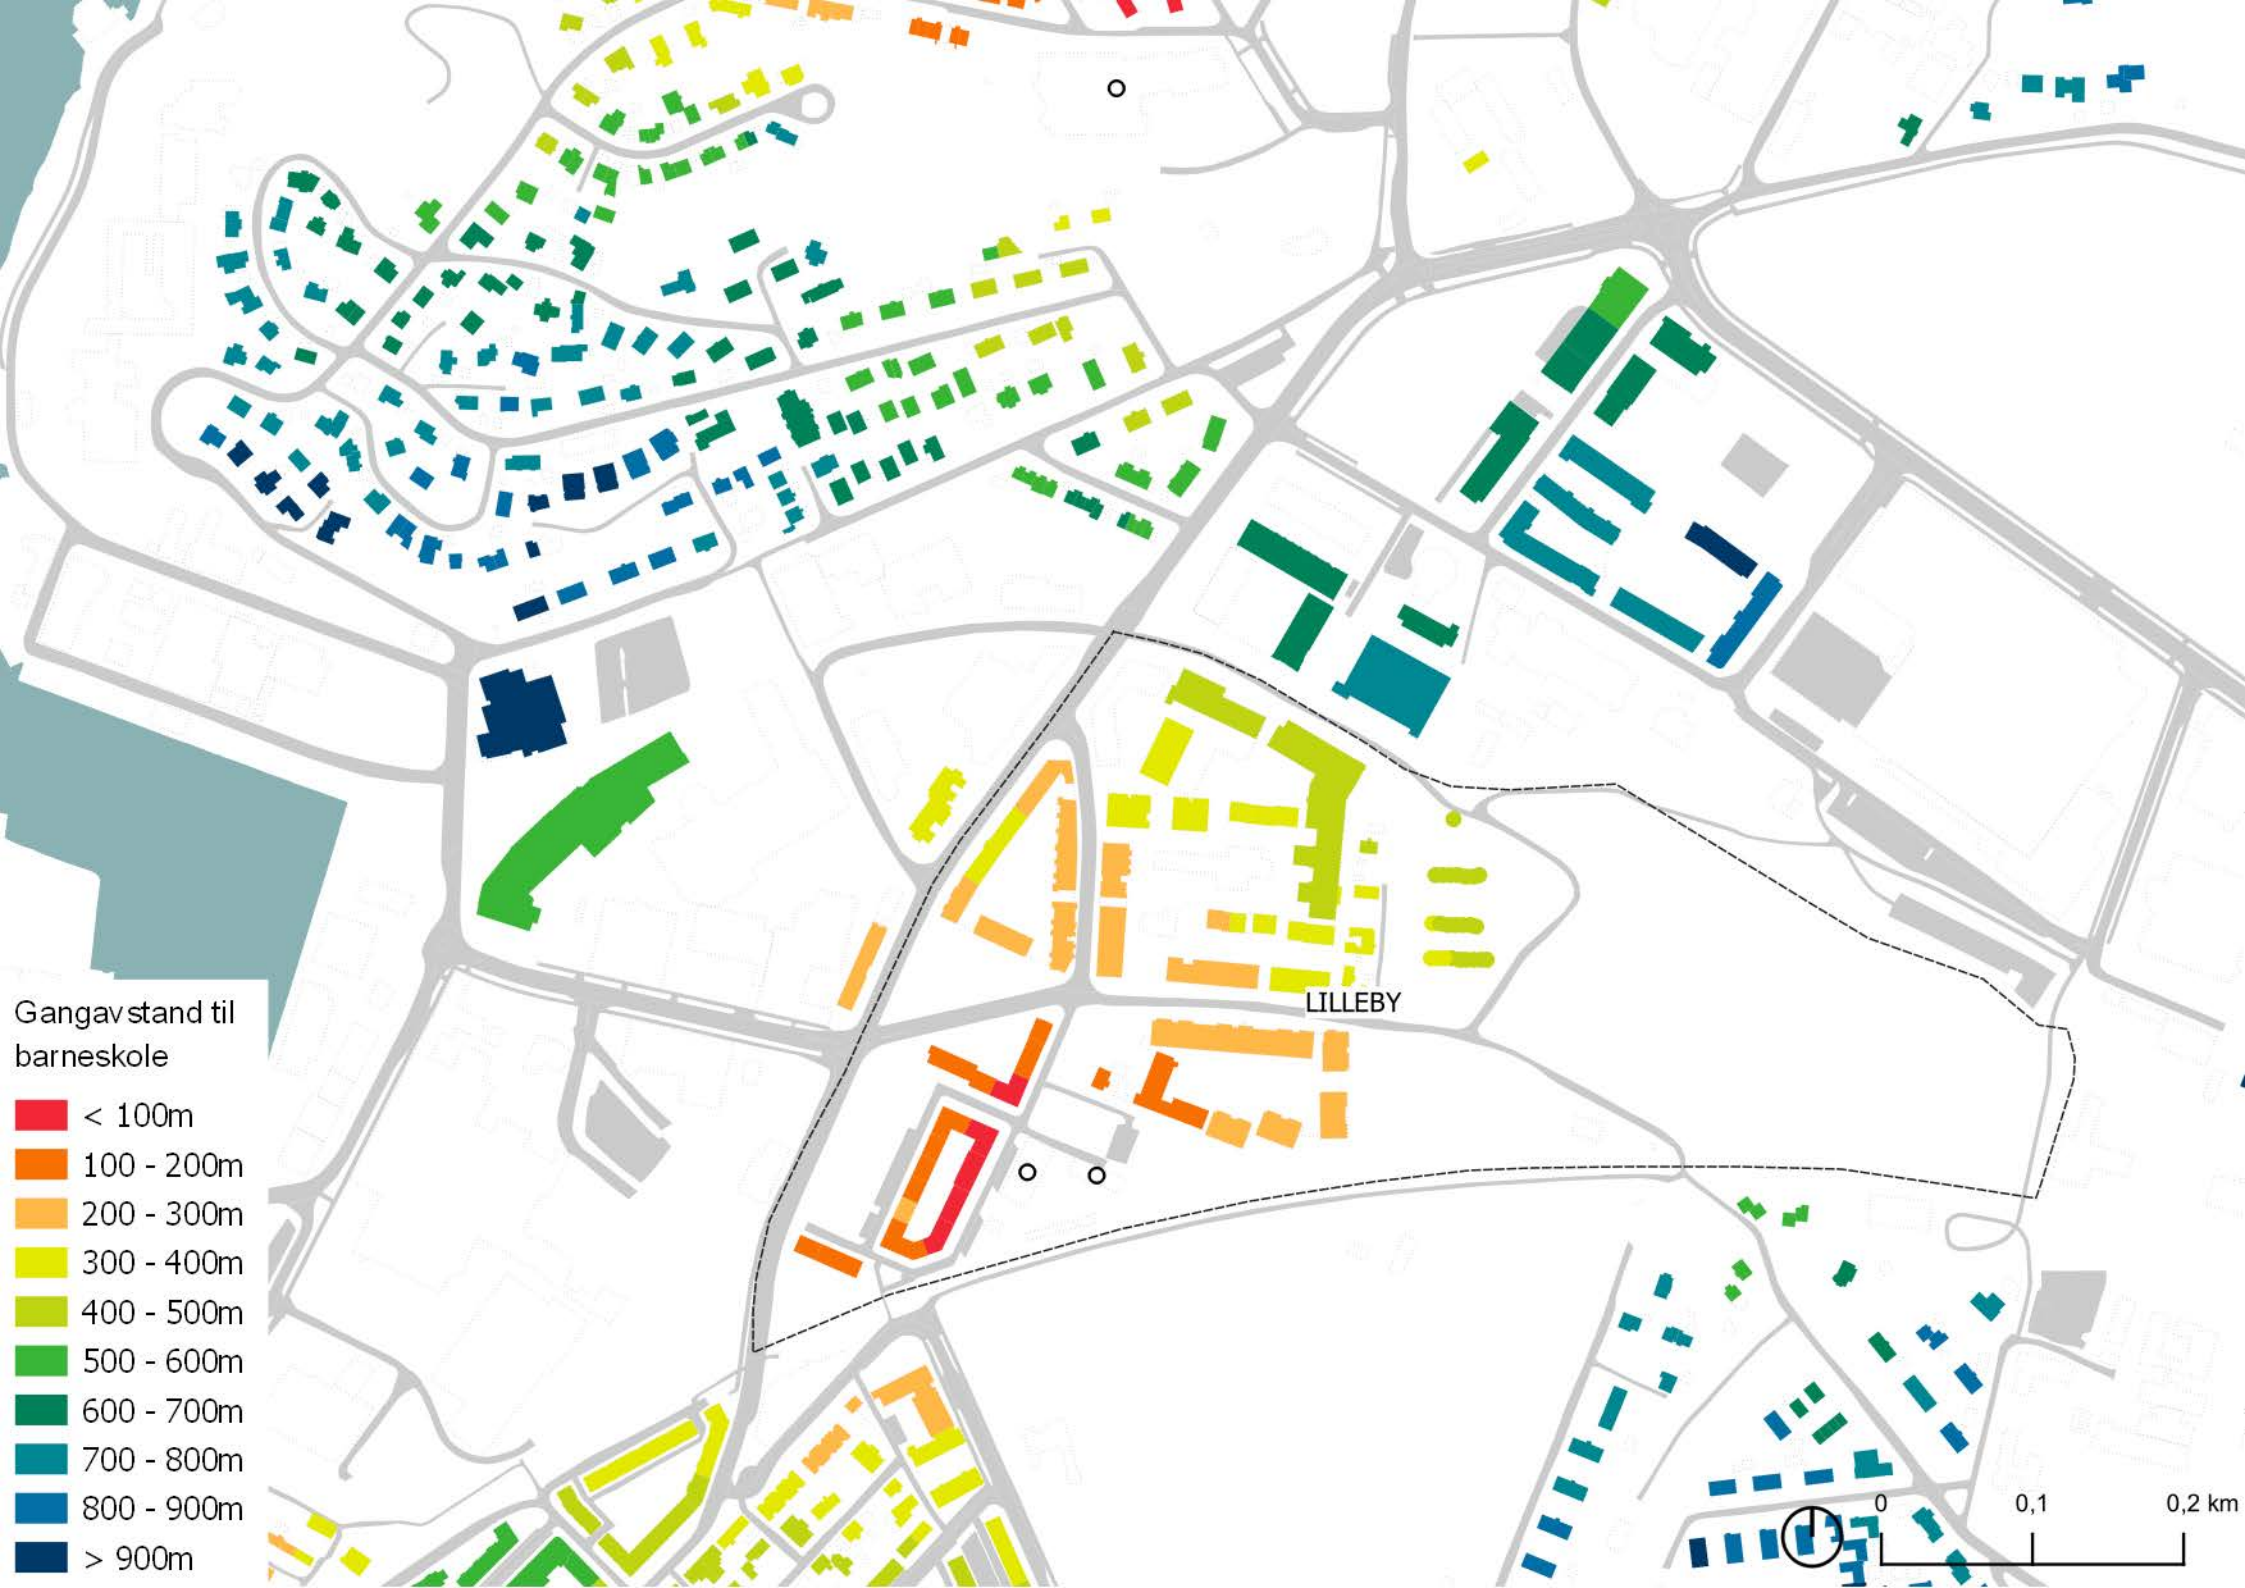 LILLEBY
Gangavstand til
barneskole
< 100m
100 - 200m
200 - 300m
300 - 400m
400 - 500m
500 - 600m
600 - 700m
700 - 800m
800 - 900m
> 900m
0 0,1 0,2 km